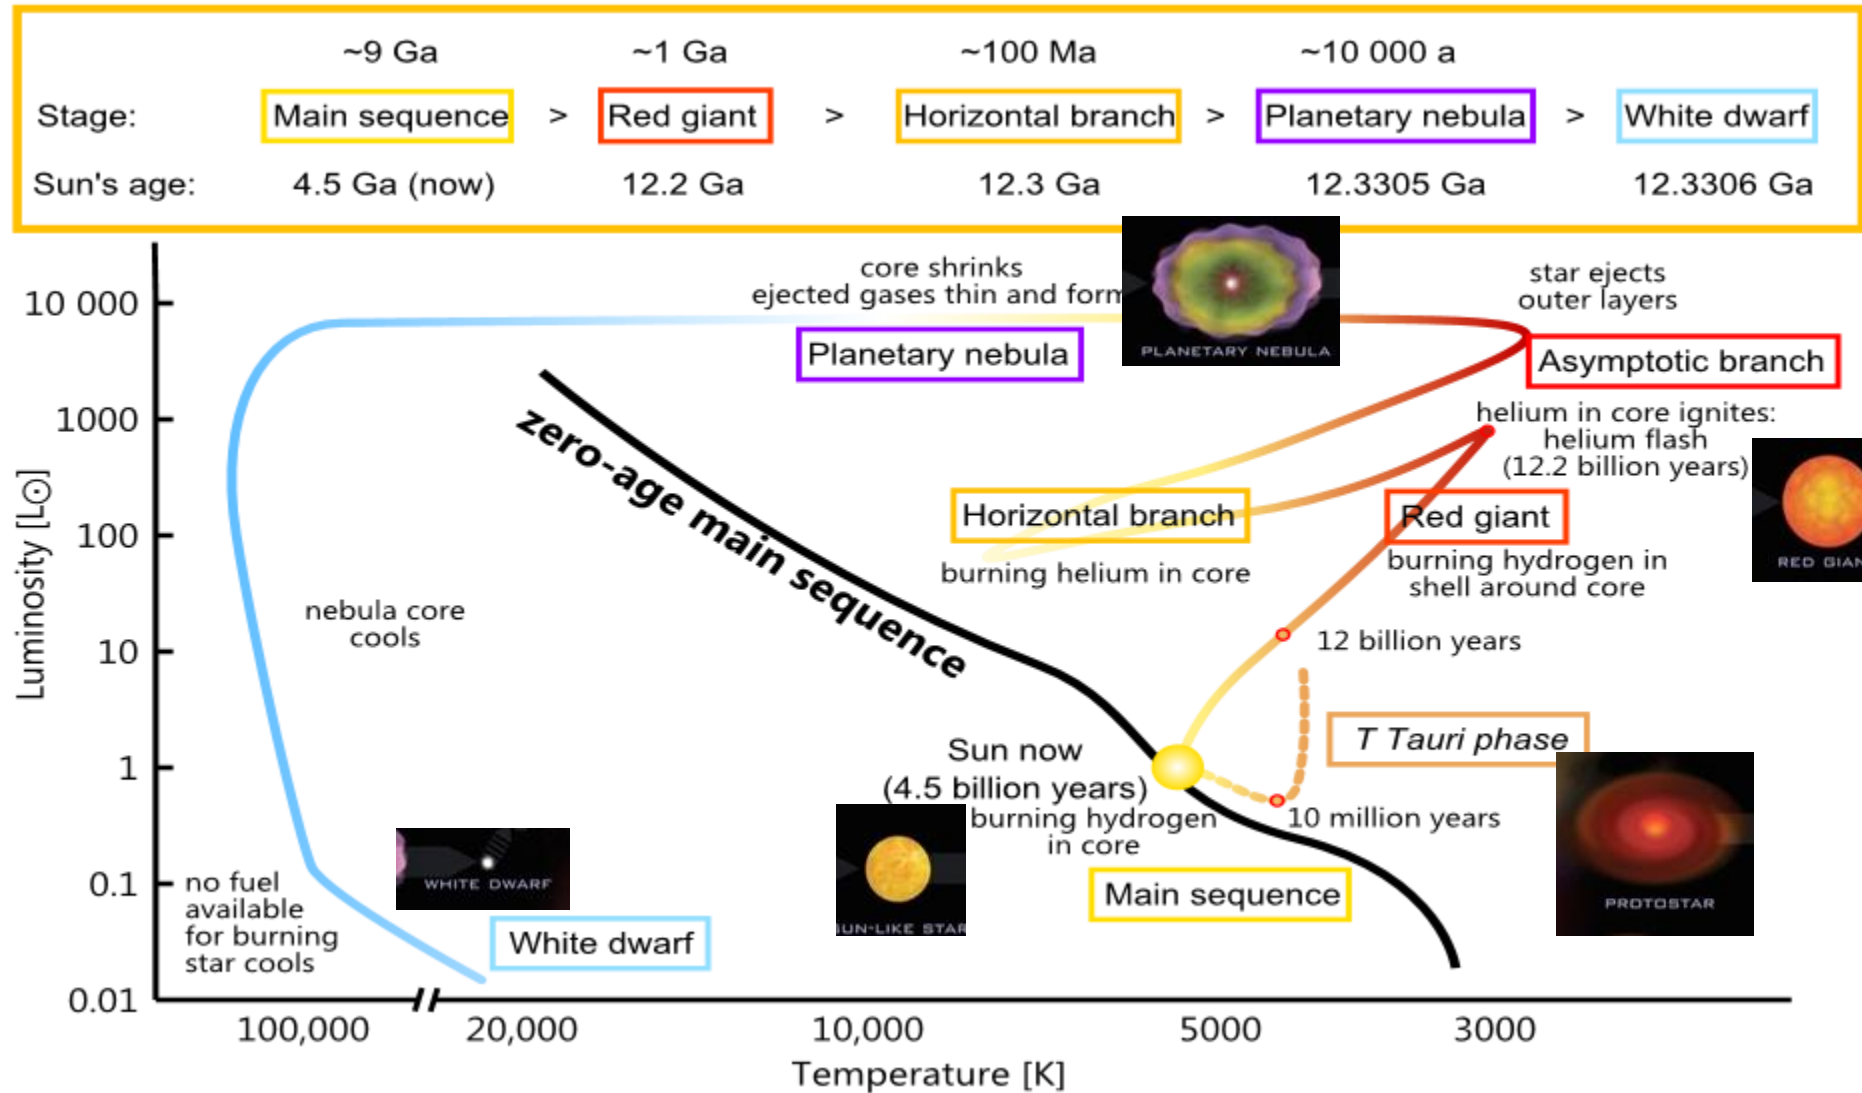 ~9 Ga ~1 Ga ~100 Ma ~10 000 a
Stage: Main sequence > Red giant > Horizontal branch > Planetary nebula > White dwarf
Sun's age: 4.5 Ga (now) 12.2 Ga 12.3 Ga 12.3305 Ga 12.3306 Ga
core shrinks
ejected gases thin and form
PLANETARY NEBULA
Planetary nebula
star ejects
outer layers
Asymptotic branch
helium in core ignites:
helium flash
(12.2 billion years)
RED GIAN
Horizontal branch
burning helium in core
Red giant
burning hydrogen in
shell around core
zero-age main sequence
nebula core
cools
12 billion years
T Tauri phase
Sun now
(4.5 billion years)
burning hydrogen
in core
10 million years
PROTOSTAR
SUN-LIKE STAR
Main sequence
WHITE DWARF
White dwarf
no fuel
available
for burning
star cools
Luminosity [L⊙]
10 000
1000
100
10
1
0.1
0.01
100,000 20,000 10,000 5000 3000
Temperature [K]